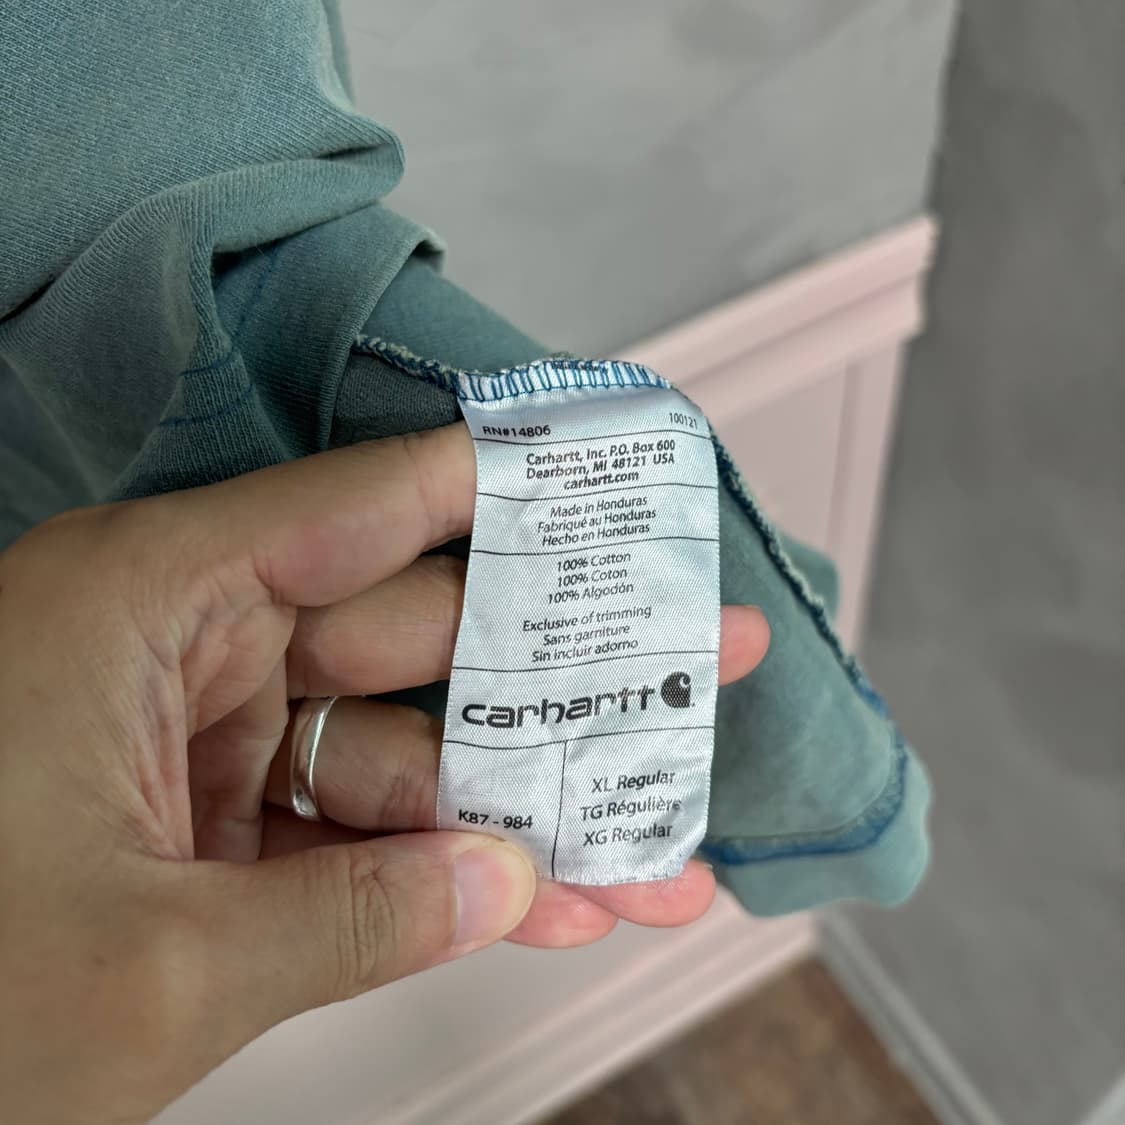 RN#14806 100121
Carhartt, Inc. P.O. Box 600
Dearborn, MI 48121 USA
carhartt.com
Made in Honduras
Fabriqué au Honduras
Hecho en Honduras
100% Cotton
100% Coton
100% Algodón
Exclusive of trimming
Sans garniture
Sin incluir adorno
carhartt
K87 - 984
XL Regular
TG Régulière
XG Regular